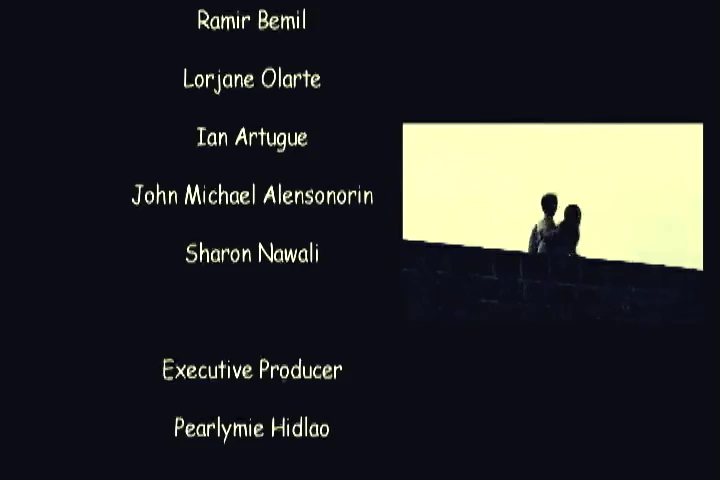 Ramir Bemil
Lorjane Olarte
Ian Artugue
John Michael Alensonorin
Sharon Nawali
Executive Producer
Pearlymie Hidlao